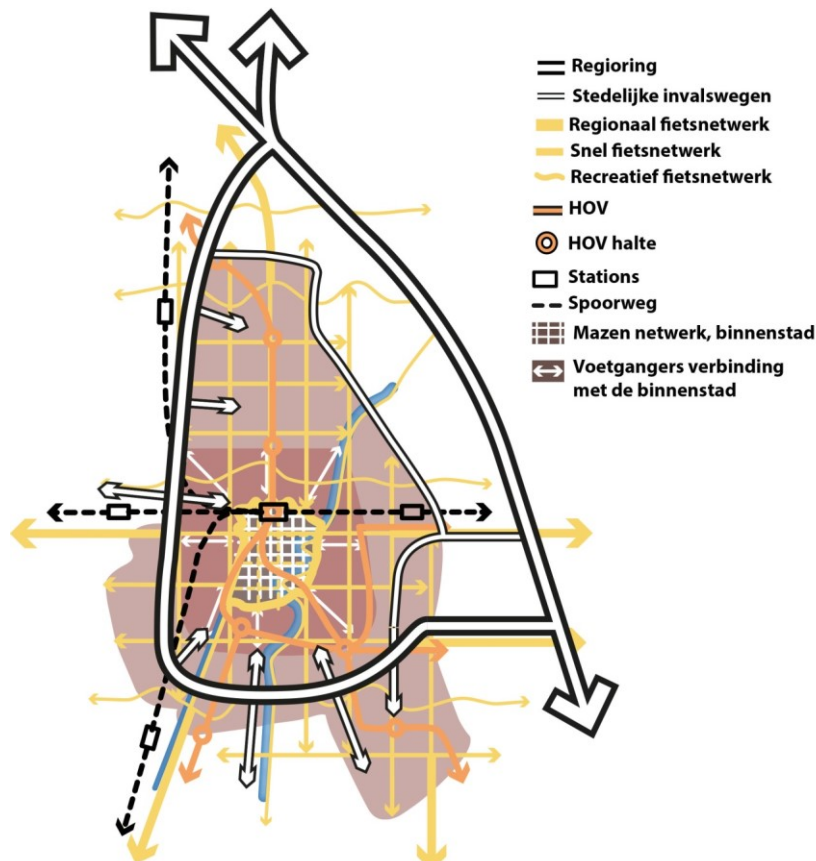 Regioring
Stedelijke invalswegen
Regionaal fietsnetwerk
Snel fietsnetwerk
Recreatief fietsnetwerk
HOV
HOV halte
Stations
Spoorweg
Mazen netwerk, binnenstad
Voetgangers verbinding
met de binnenstad